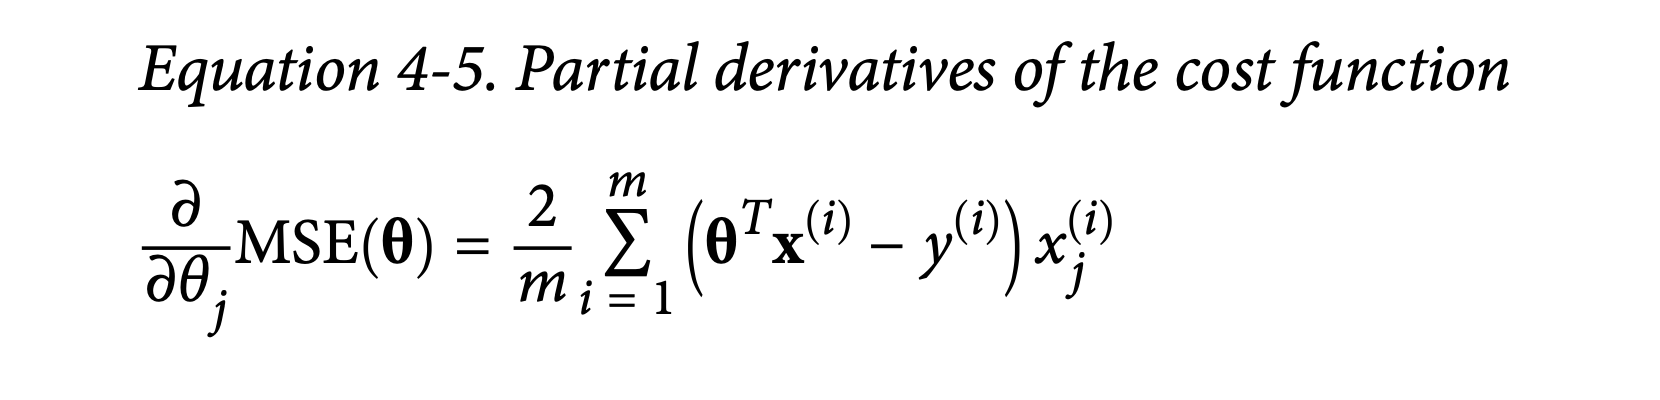 Equation 4-5. Partial derivatives of the cost function
∂/∂θ_j MSE(𝛉) = 2/m ∑_{i = 1}^{m} (𝛉^T 𝐱^(i) − y^(i)) x_j^(i)